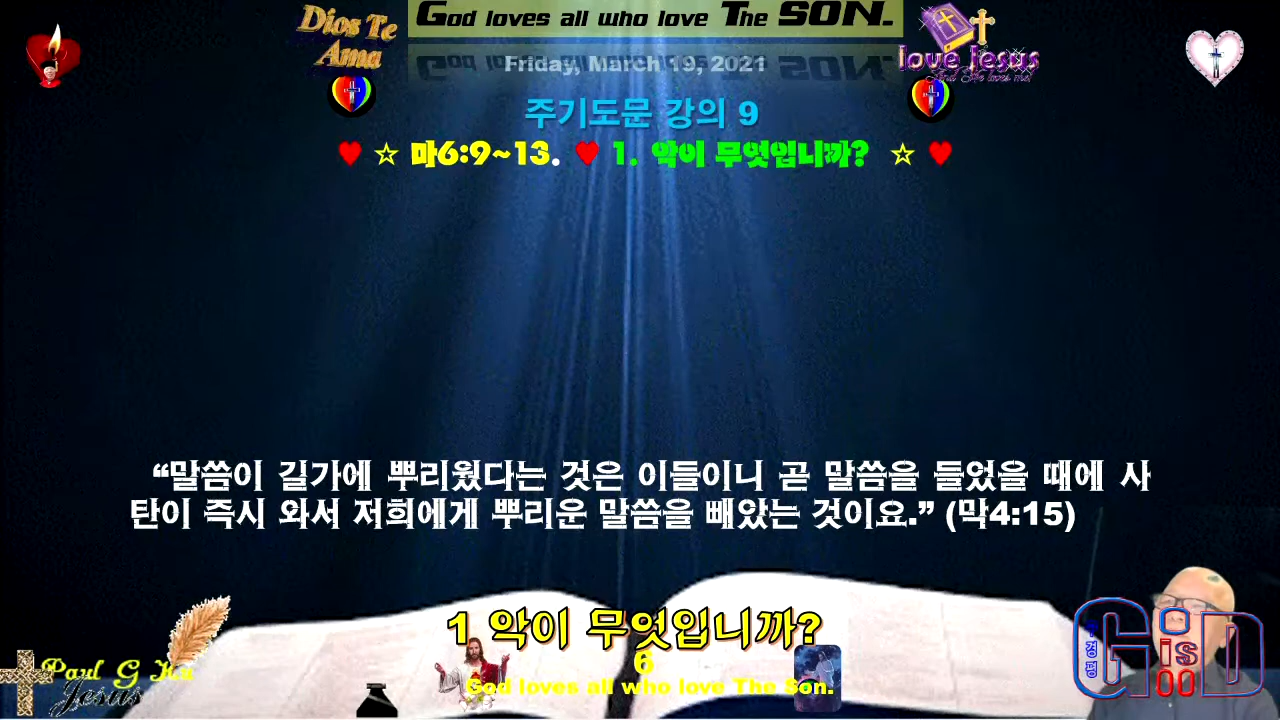 God loves all who love The SON.
Dios Te
Ama
love Jesus
And He loves me!
Friday, March 19, 2021
주기도문 강의 9
♥ ☆ 마6:9~13. ♥ 1. 악이 무엇입니까? ☆ ♥
“말씀이 길가에 뿌리웠다는 것은 이들이니 곧 말씀을 들었을 때에 사
탄이 즉시 와서 저희에게 뿌리운 말씀을 빼았는 것이요.” (막4:15)
1 악이 무엇입니까?
6
God loves all who love The Son.
Paul G
Jesus
GOD
is